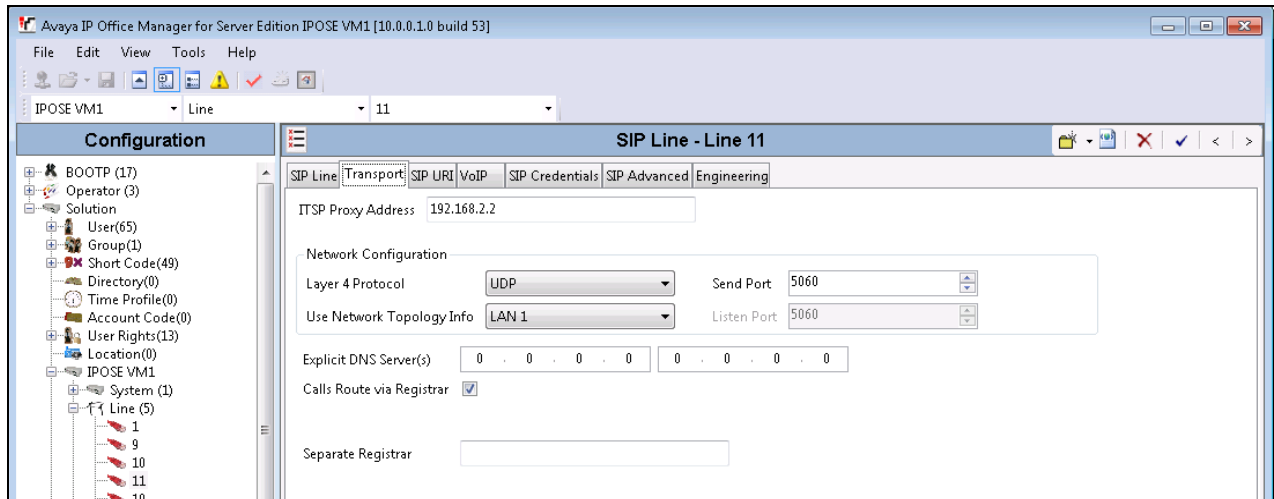 Avaya IP Office Manager for Server Edition IPOSE VM1 [10.0.0.1.0 build 53]
File Edit View Tools Help
IPOSE VM1 Line 11
Configuration
BOOTP (17)
Operator (3)
Solution
User(65)
Group(1)
Short Code(49)
Directory(0)
Time Profile(0)
Account Code(0)
User Rights(13)
Location(0)
IPOSE VM1
System (1)
Line (5)
1
9
10
11
SIP Line - Line 11
SIP Line Transport SIP URI VoIP SIP Credentials SIP Advanced Engineering
ITSP Proxy Address 192.168.2.2
Network Configuration
Layer 4 Protocol UDP Send Port 5060
Use Network Topology Info LAN 1 Listen Port 5060
Explicit DNS Server(s) 0 . 0 . 0 . 0 0 . 0 . 0 . 0
Calls Route via Registrar
Separate Registrar